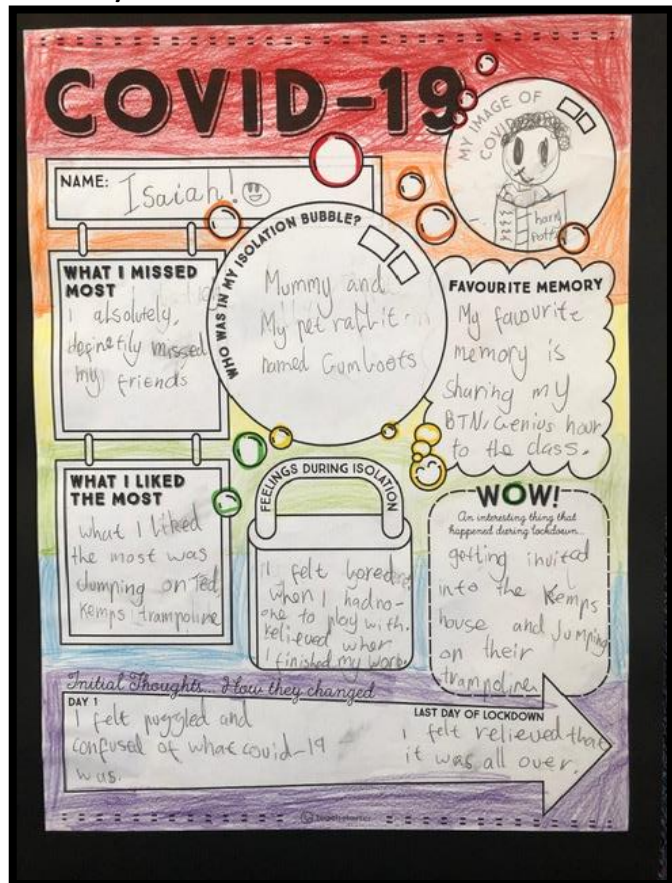 COVID-19
NAME: Isaiah!
MY IMAGE OF
COVID
harry
Potter
WHO WAS IN MY ISOLATION BUBBLE?
Mummy and
My pet rabbit
named Gumboots
WHAT I MISSED
MOST
I absolutely,
definetily missed
my friends
FAVOURITE MEMORY
My favourite
memory is
Sharing my
BTN/Genius hour
to the class.
WHAT I LIKED
THE MOST
What I liked
the most was
Jumping on Ted
Kemps trampoline
FEELINGS DURING ISOLATION
I felt bored
when I had no-
one to play with.
Relieved when
I finished my work
WOW!
An interesting thing that
happened during lockdown...
getting invited
into the Kemps
house and Jumping
on their
trampoline
Initial Thoughts... How they changed
DAY 1
I felt puggled and
confused of what covid-19
was.
LAST DAY OF LOCKDOWN
I felt relieved that
it was all over.
teachstarter